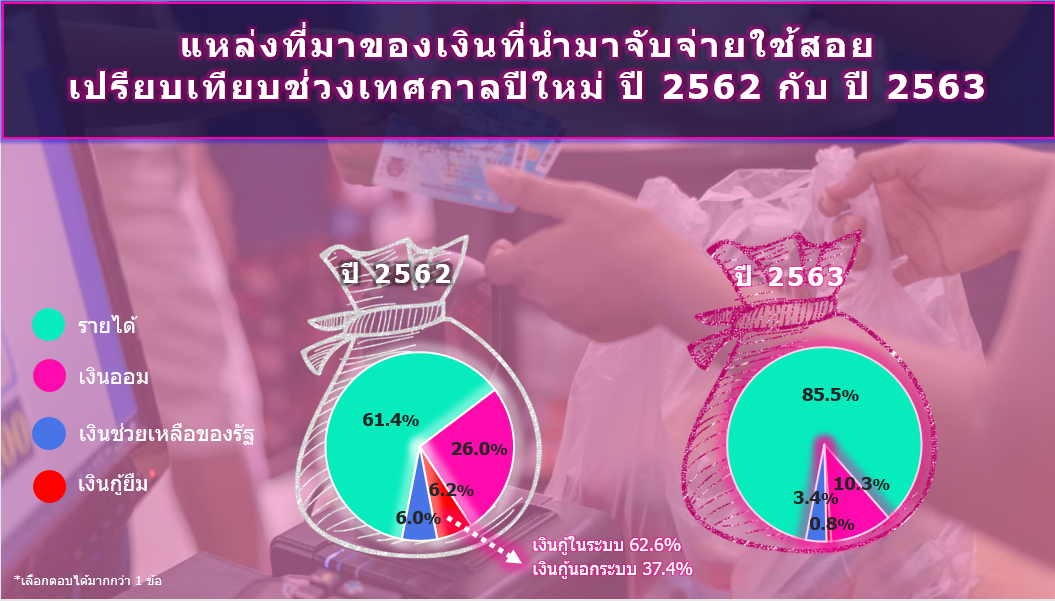 แหล่งที่มาของเงินที่นำมาจับจ่ายใช้สอย
เปรียบเทียบช่วงเทศกาลปีใหม่ ปี 2562 กับ ปี 2563
ปี 2562
ปี 2563
รายได้
เงินออม
เงินช่วยเหลือของรัฐ
เงินกู้ยืม
61.4%
26.0%
6.2%
6.0%
85.5%
10.3%
3.4%
0.8%
เงินกู้ในระบบ 62.6%
เงินกู้นอกระบบ 37.4%
*เลือกตอบได้มากกว่า 1 ข้อ